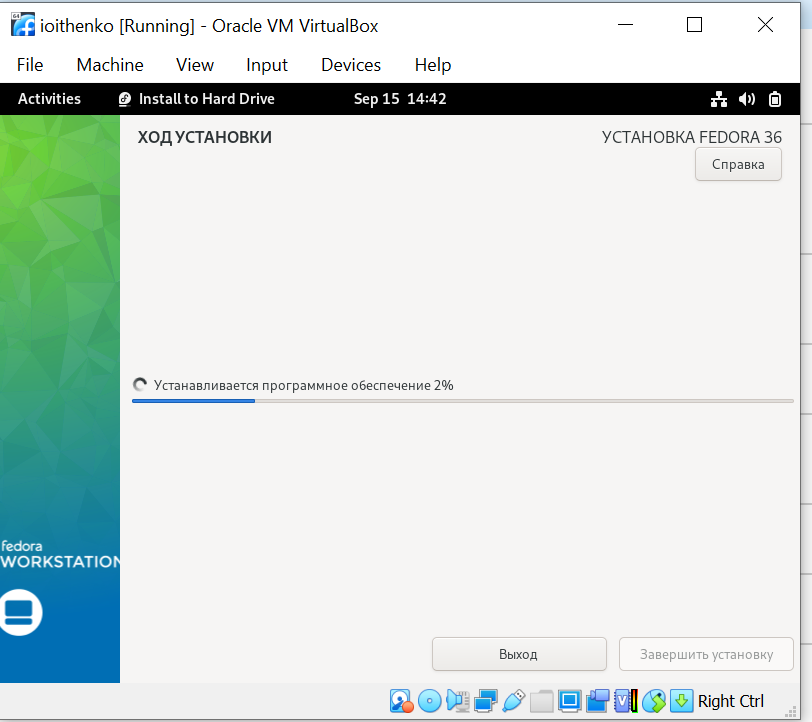 ioithenko [Running] - Oracle VM VirtualBox
File Machine View Input Devices Help
Activities Install to Hard Drive Sep 15 14:42
ХОД УСТАНОВКИ УСТАНОВКА FEDORA 36
Справка
Устанавливается программное обеспечение 2%
fedora
WORKSTATION
Выход Завершить установку
Right Ctrl